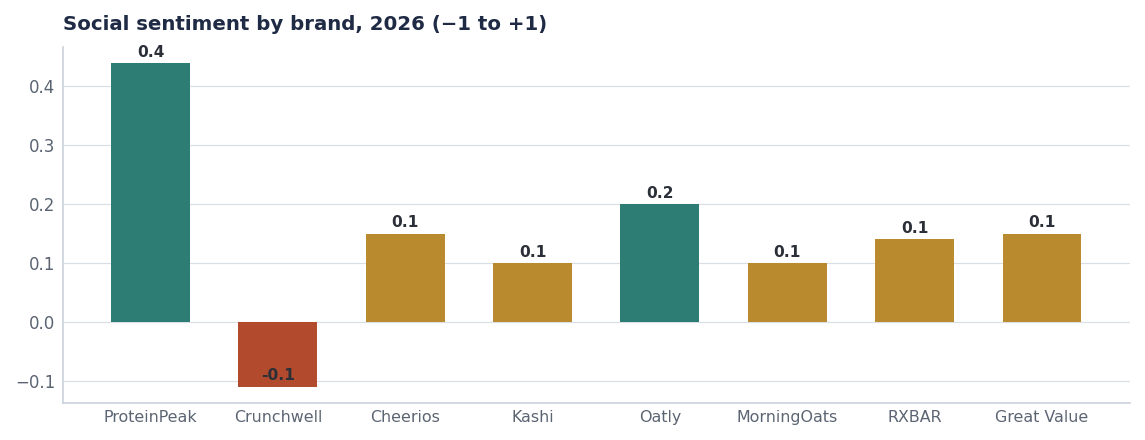 Social sentiment by brand, 2026 (−1 to +1)
0.4
0.3
0.2
0.1
0.0
−0.1
0.4
-0.1
0.1
0.1
0.2
0.1
0.1
0.1
ProteinPeak
Crunchwell
Cheerios
Kashi
Oatly
MorningOats
RXBAR
Great Value